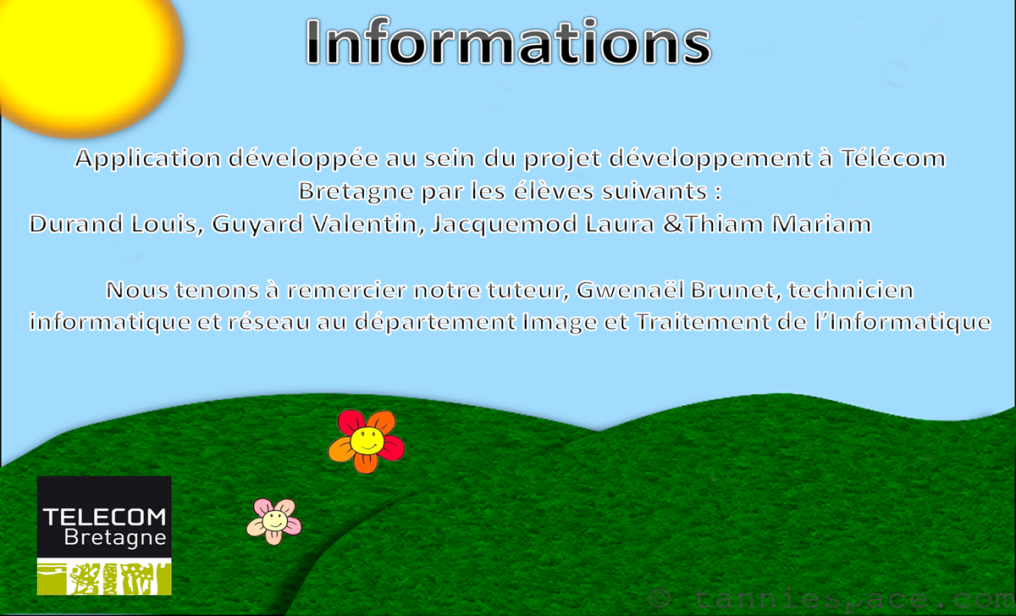 Informations
Application développée au sein du projet développement à Télécom
Bretagne par les élèves suivants :
Durand Louis, Guyard Valentin, Jacquemod Laura &Thiam Mariam
Nous tenons à remercier notre tuteur, Gwenaël Brunet, technicien
informatique et réseau au département Image et Traitement de l’Informatique
TELECOM
Bretagne
© tanniespace.com